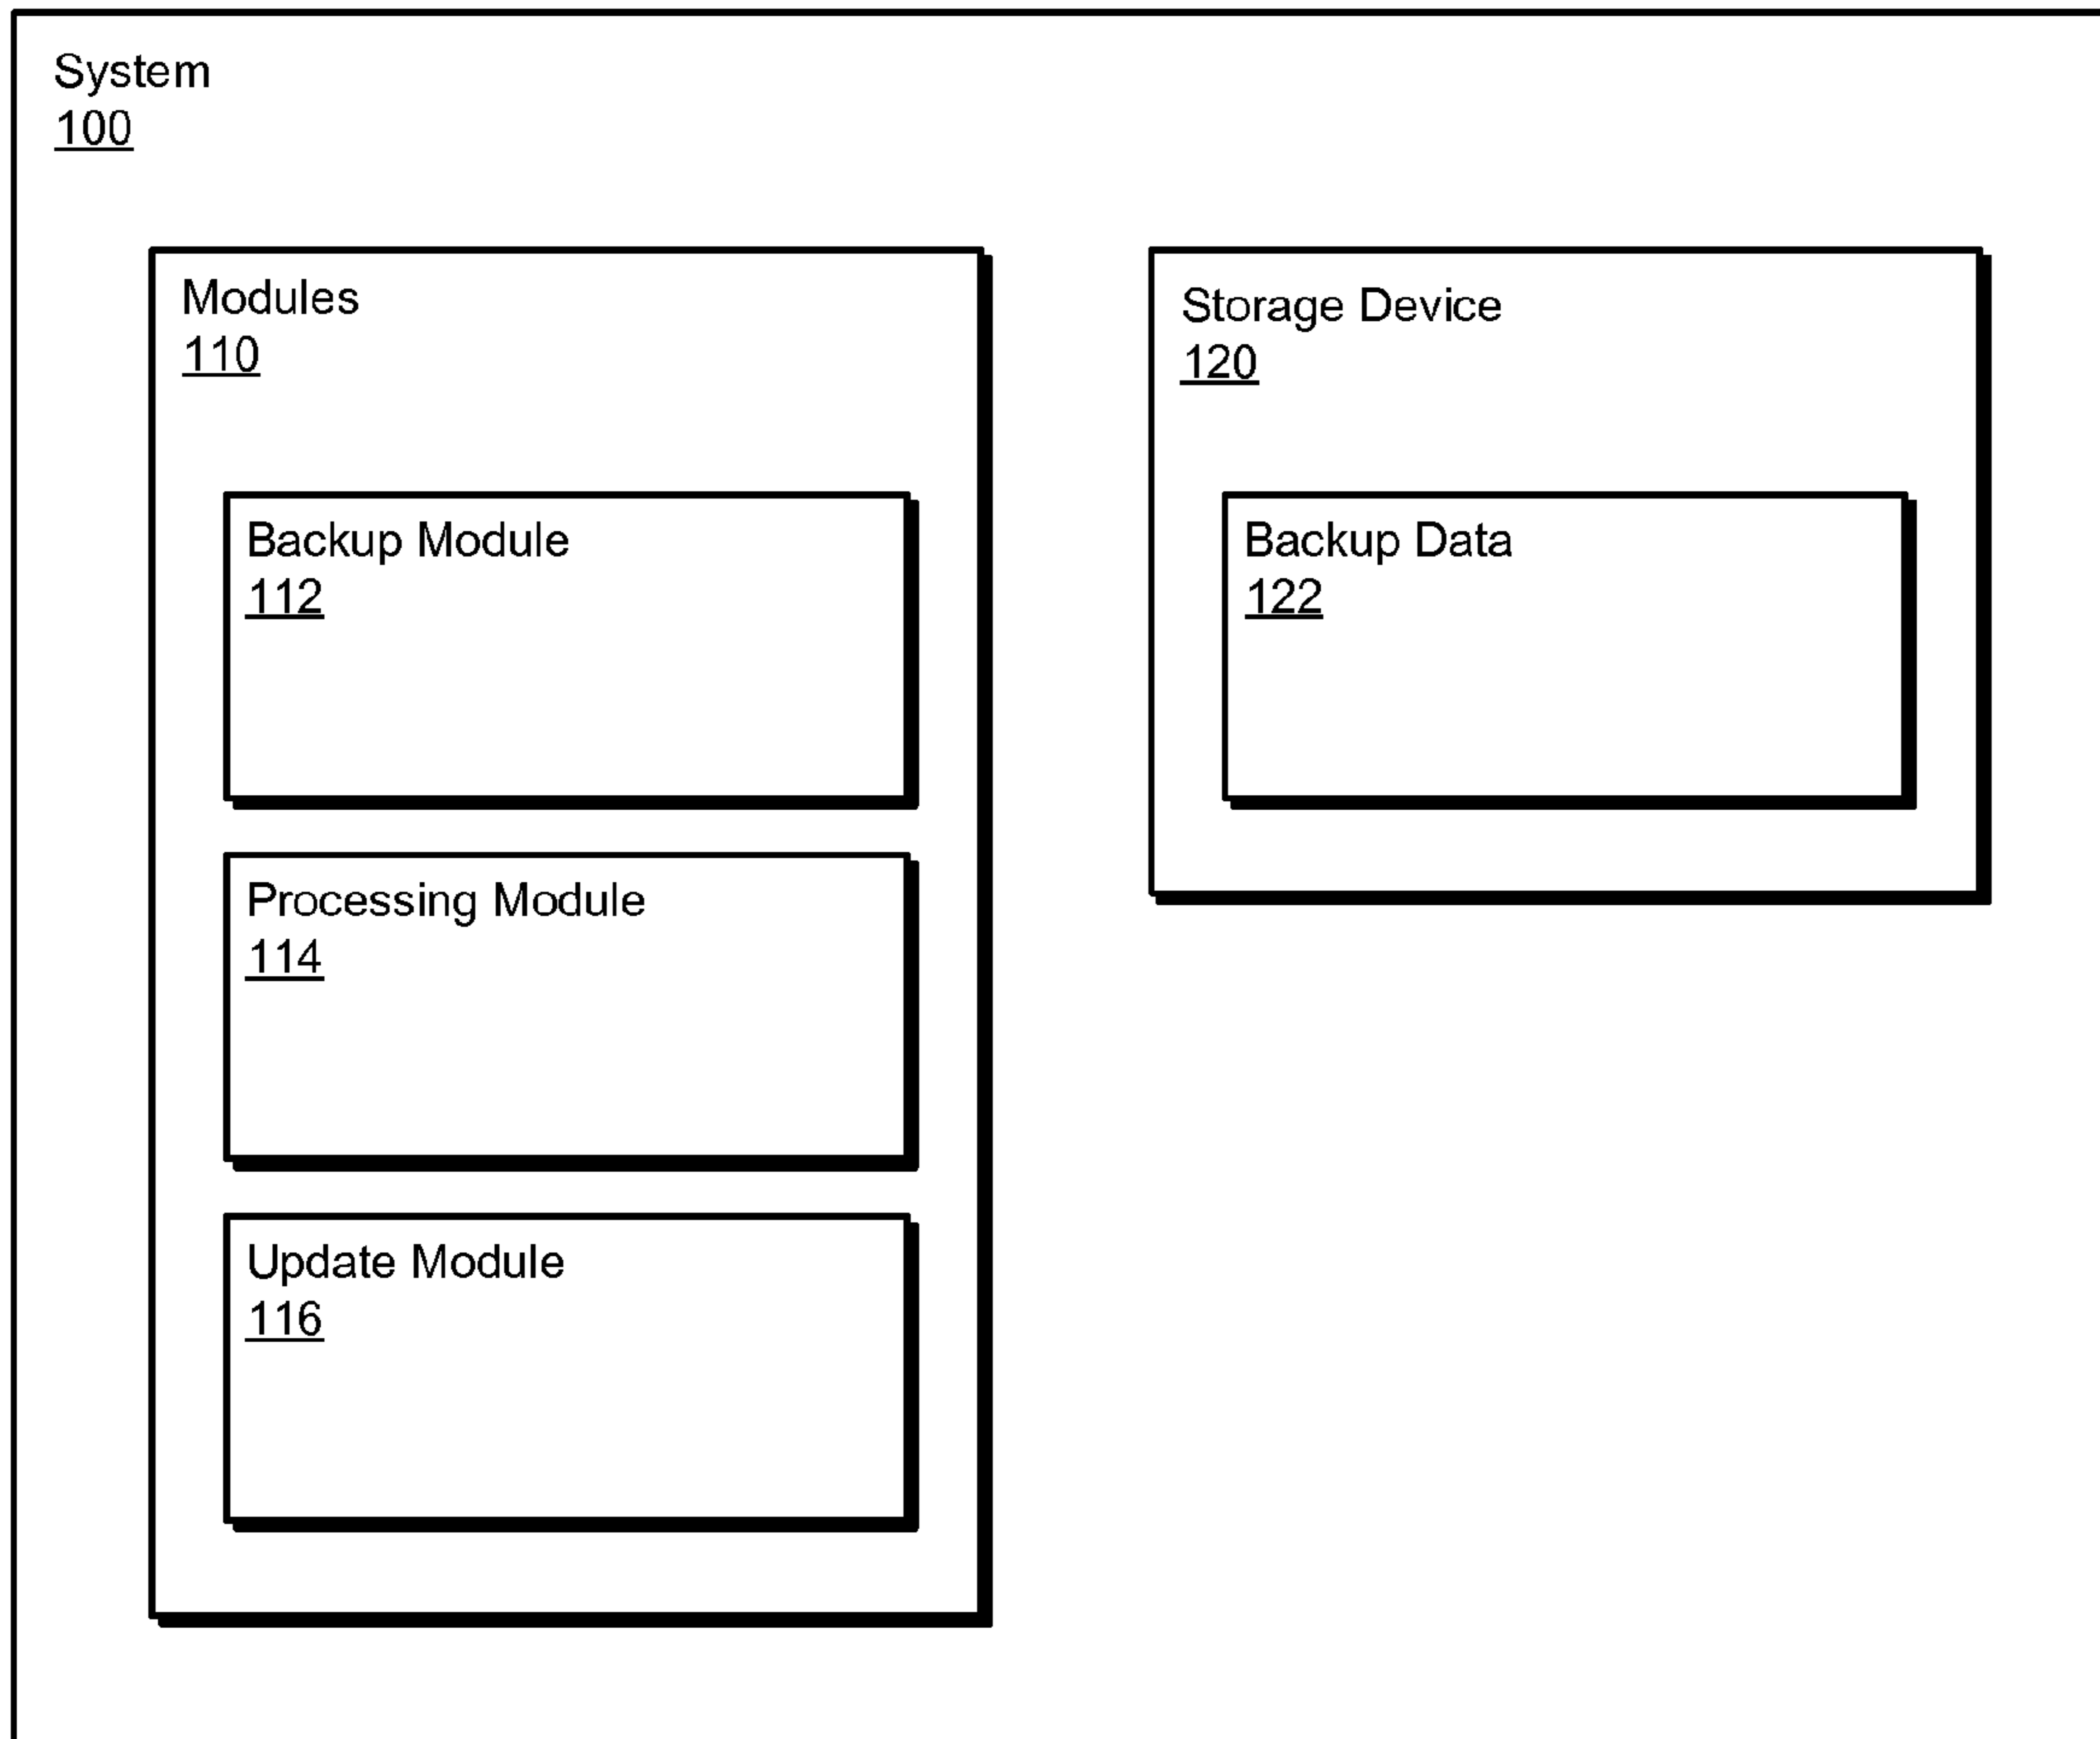 System
100
Modules
110
Backup Module
112
Processing Module
114
Update Module
116
Storage Device
120
Backup Data
122